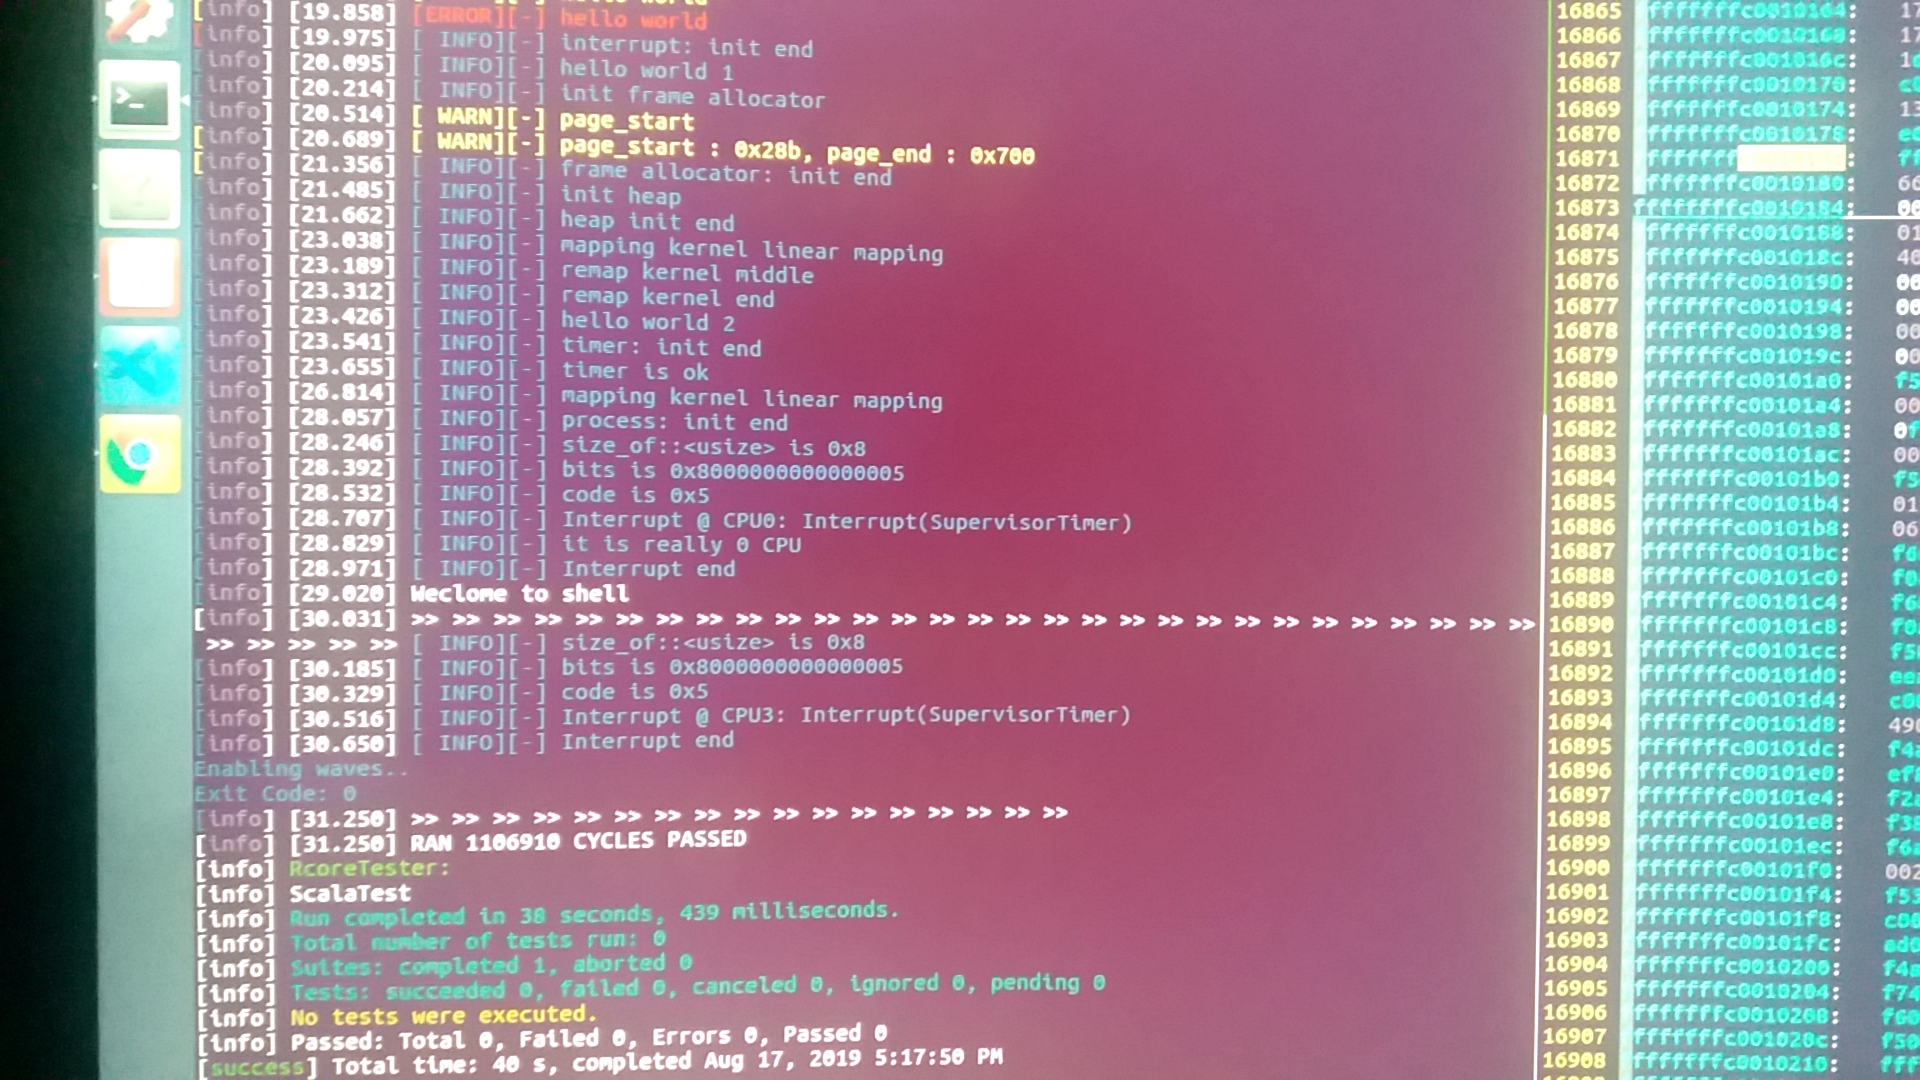 [info] [19.858] [ERROR][-] hello world
[info] [19.975] [ INFO][-] interrupt: init end
[info] [20.095] [ INFO][-] hello world 1
[info] [20.214] [ INFO][-] init frame allocator
[info] [20.514] [ WARN][-] page_start
[info] [20.689] [ WARN][-] page_start : 0x28b, page_end : 0x700
[info] [21.356] [ INFO][-] frame allocator: init end
[info] [21.485] [ INFO][-] init heap
[info] [21.662] [ INFO][-] heap init end
[info] [23.038] [ INFO][-] mapping kernel linear mapping
[info] [23.189] [ INFO][-] remap kernel middle
[info] [23.312] [ INFO][-] remap kernel end
[info] [23.426] [ INFO][-] hello world 2
[info] [23.541] [ INFO][-] timer: init end
[info] [23.655] [ INFO][-] timer is ok
[info] [26.814] [ INFO][-] mapping kernel linear mapping
[info] [28.057] [ INFO][-] process: init end
[info] [28.246] [ INFO][-] size_of::<usize> is 0x8
[info] [28.392] [ INFO][-] bits is 0x8000000000000005
[info] [28.532] [ INFO][-] code is 0x5
[info] [28.707] [ INFO][-] Interrupt @ CPU0: Interrupt(SupervisorTimer)
[info] [28.829] [ INFO][-] it is really 0 CPU
[info] [28.971] [ INFO][-] Interrupt end
[info] [29.020] Weclome to shell
[info] [30.031] >> >> >> >> >> >> >> >> >> >> >> >> >> >> >> >> >> >> >> >> >> >> >> >> >> >> >> >> >> >>
>> >> >> >> >> [ INFO][-] size_of::<usize> is 0x8
[info] [30.185] [ INFO][-] bits is 0x8000000000000005
[info] [30.329] [ INFO][-] code is 0x5
[info] [30.516] [ INFO][-] Interrupt @ CPU3: Interrupt(SupervisorTimer)
[info] [30.650] [ INFO][-] Interrupt end
Enabling waves..
Exit Code: 0
[info] [31.250] >> >> >> >> >> >> >> >> >> >> >> >> >> >> >> >> >>
[info] [31.250] RAN 1106910 CYCLES PASSED
[info] RcoreTester:
[info] ScalaTest
[info] Run completed in 38 seconds, 439 milliseconds.
[info] Total number of tests run: 0
[info] Suites: completed 1, aborted 0
[info] Tests: succeeded 0, failed 0, canceled 0, ignored 0, pending 0
[info] No tests were executed.
[info] Passed: Total 0, Failed 0, Errors 0, Passed 0
[success] Total time: 40 s, completed Aug 17, 2019 5:17:50 PM
16865 ffffffffc0010164: 17
16866 ffffffffc0010168: 17
16867 ffffffffc001016c:
16868 ffffffffc0010170:
16869 ffffffffc0010174: 13
16870 ffffffffc0010178:
16871
16872 ffffffffc0010180: 66
16873 ffffffffc0010184: 00
16874 ffffffffc0010188: 01
16875 ffffffffc001018c: 40
16876 ffffffffc0010190: 00
16877 ffffffffc0010194: 00
16878 ffffffffc0010198: 00
16879 ffffffffc001019c: 00
16880 ffffffffc00101a0: f5
16881 ffffffffc00101a4: 00
16882 ffffffffc00101a8: 0f
16883 ffffffffc00101ac: 00
16884 ffffffffc00101b0: f5
16885 ffffffffc00101b4: 01
16886 ffffffffc00101b8: 06
16887 ffffffffc00101bc: f6
16888 ffffffffc00101c0: f0
16889 ffffffffc00101c4: f6
16890 ffffffffc00101c8: f0
16891 ffffffffc00101cc: f5
16892 ffffffffc00101d0:
16893 ffffffffc00101d4:
16894 ffffffffc00101d8: 490
16895 ffffffffc00101dc: f4
16896 ffffffffc00101e0:
16897 ffffffffc00101e4: f2
16898 ffffffffc00101e8: f3
16899 ffffffffc00101ec: f6
16900 ffffffffc00101f0: 002
16901 ffffffffc00101f4: f53
16902 ffffffffc00101f8:
16903 ffffffffc00101fc:
16904 ffffffffc0010200:
16905 ffffffffc0010204: f74
16906 ffffffffc0010208:
16907 ffffffffc001020c:
16908 ffffffffc0010210: fff